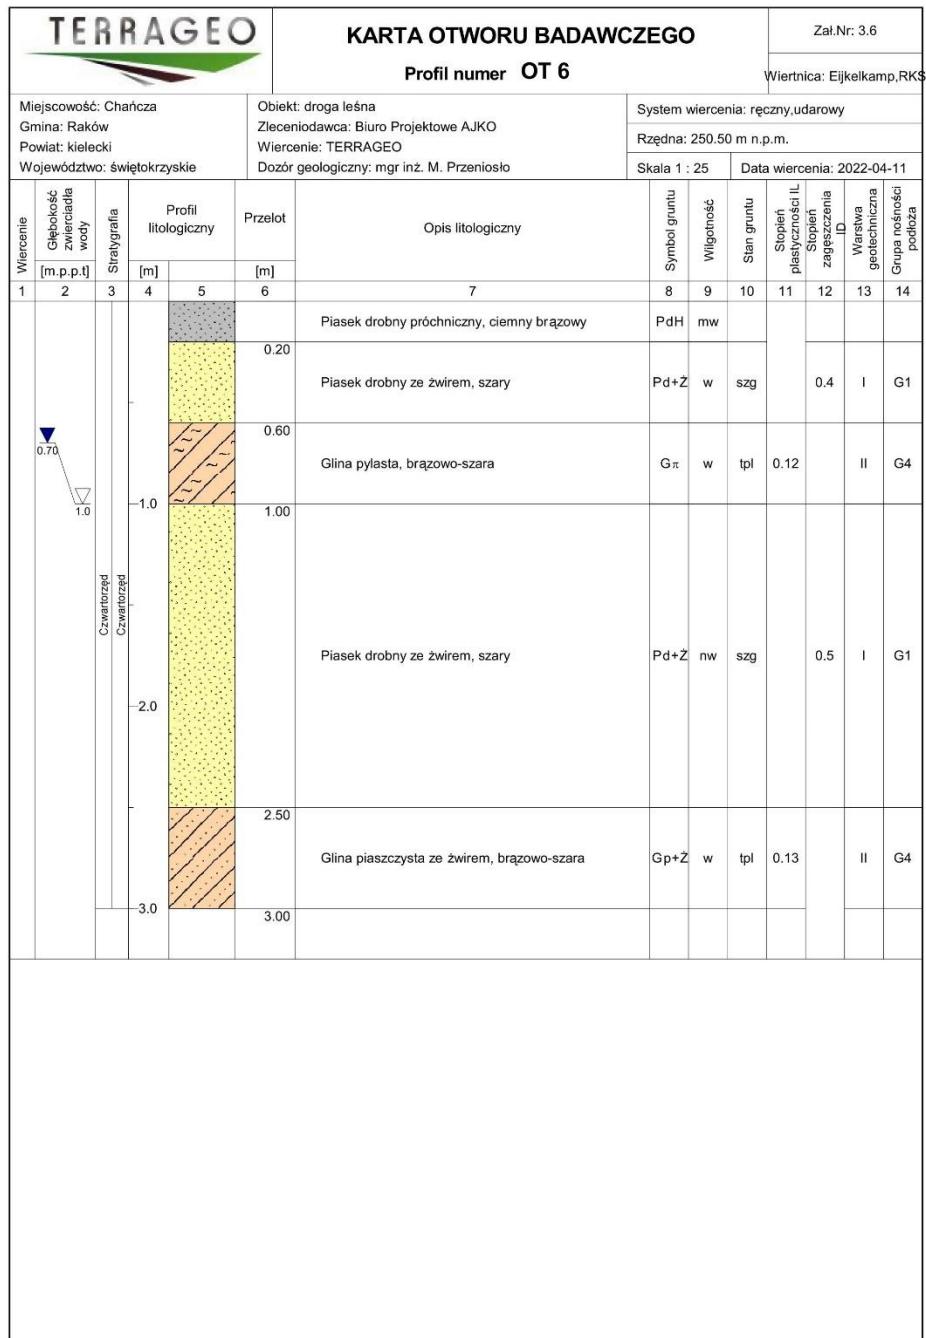 TERRAGEO
KARTA OTWORU BADAWCZEGO
Profil numer OT 6
Zał.Nr: 3.6
Wiertnica: Eijkelkamp,RKS
Miejscowość: Chańcza
Gmina: Raków
Powiat: kielecki
Województwo: świętokrzyskie
Obiekt: droga leśna
Zleceniodawca: Biuro Projektowe AJKO
Wiercenie: TERRAGEO
Dozór geologiczny: mgr inż. M. Przeniosło
System wiercenia: ręczny,udarowy
Rzędna: 250.50 m n.p.m.
Skala 1 : 25
Data wiercenia: 2022-04-11
Wiercenie
Głębokość
zwierciadła
wody
[m.p.p.t]
Stratygrafia
Profil
litologiczny
[m]
Przelot
[m]
Opis litologiczny
Symbol gruntu
Wilgotność
Stan gruntu
Stopień
plastyczności IL
Stopień
zagęszczenia
ID
Warstwa
geotechniczna
Grupa nośności
podłoża
1 2 3 4 5 6 7 8 9 10 11 12 13 14
Piasek drobny próchniczny, ciemny brązowy PdH mw
0.20
Piasek drobny ze żwirem, szary Pd+Ż w szg 0.4 I G1
0.60
0.70
Glina pylasta, brązowo-szara Gπ w tpl 0.12 II G4
1.0
1.0
1.00
Czwartorzęd
Czwartorzęd
Piasek drobny ze żwirem, szary Pd+Ż nw szg 0.5 I G1
2.0
2.50
Glina piaszczysta ze żwirem, brązowo-szara Gp+Ż w tpl 0.13 II G4
3.0
3.00